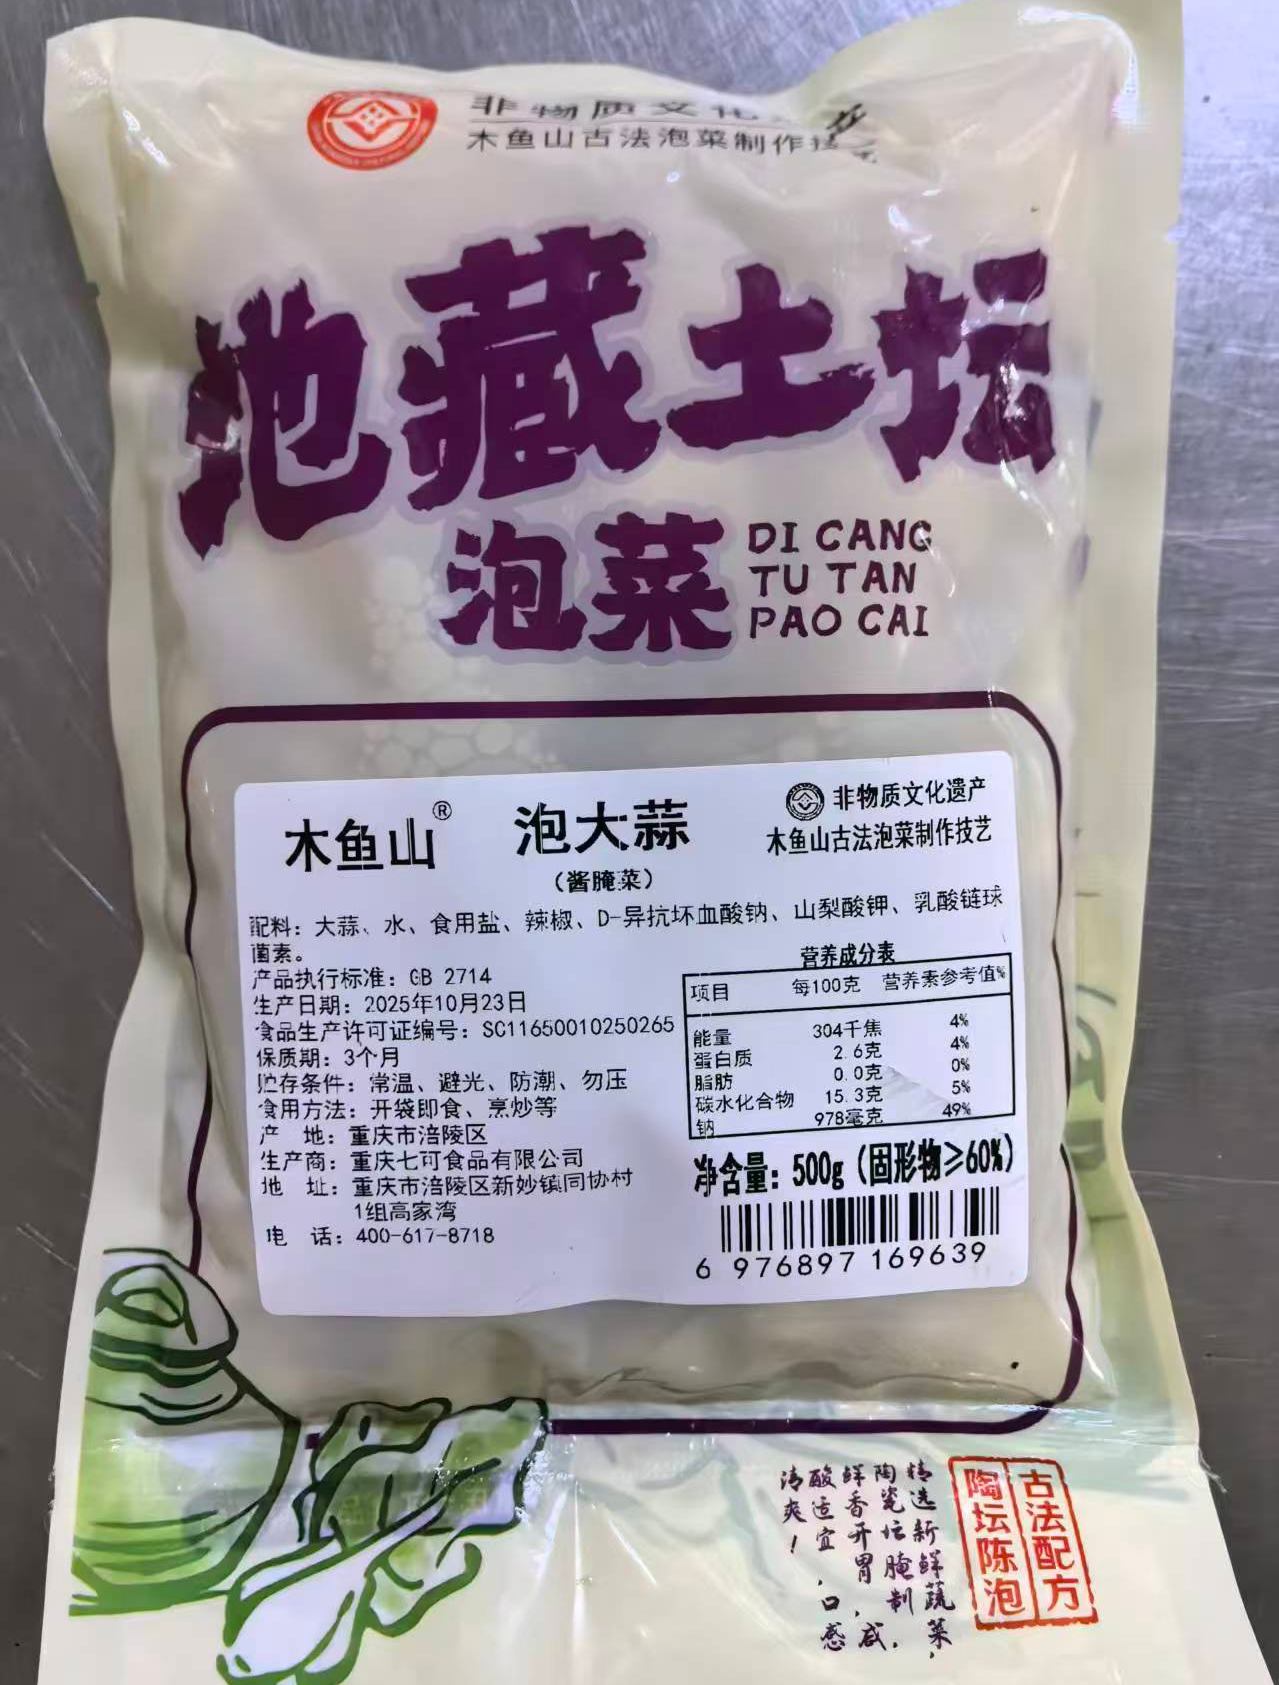 非物质文化
木鱼山古法泡菜制作技艺
地藏土坛
泡菜
DI CANG
TU TAN
PAO CAI
木鱼山®
泡大蒜
(酱腌菜)
非物质文化遗产
木鱼山古法泡菜制作技艺
配料：大蒜、水、食用盐、辣椒、D-异抗坏血酸钠、山梨酸钾、乳酸链球
菌素。
产品执行标准：GB 2714
生产日期：2025年10月23日
食品生产许可证编号：SC11650010250265
保质期：3个月
贮存条件：常温、避光、防潮、勿压
食用方法：开袋即食、烹炒等
产 地：重庆市涪陵区
生产商：重庆七可食品有限公司
地 址：重庆市涪陵区新妙镇同协村
1组高家湾
电 话：400-617-8718
营养成分表
项目 每100克 营养素参考值%
能量 304千焦 4%
蛋白质 2.6克 4%
脂肪 0.0克 0%
碳水化合物 15.3克 5%
钠 978毫克 49%
净含量：500g（固形物≥60%）
6 976897 169639
精选新鲜蔬菜，
陶瓷坛腌制，
鲜香开胃，咸
酸适宜，口感
清爽！
古法配方
陶坛陈泡